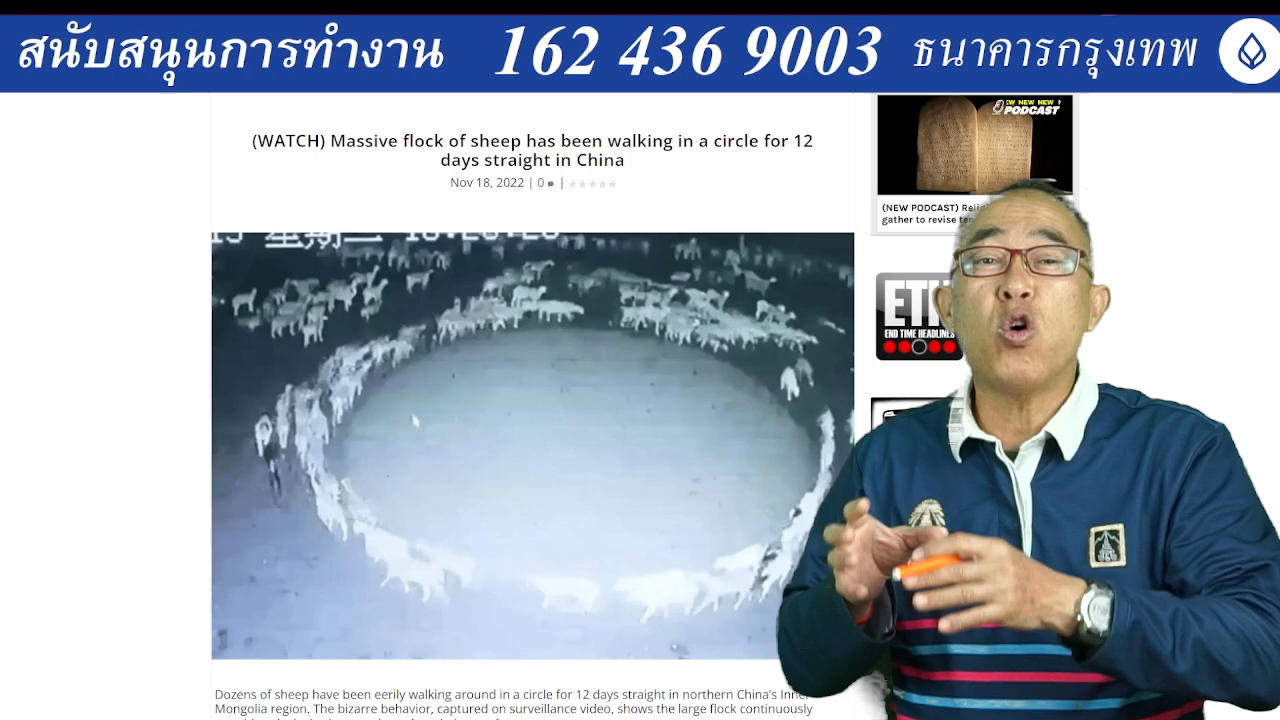 สนับสนุนการทำงาน 162 436 9003 ธนาคารกรุงเทพ
(WATCH) Massive flock of sheep has been walking in a circle for 12
days straight in China
Nov 18, 2022 | 0 |
NEW NEW NEW
PODCAST
(NEW PODCAST)
gather to revise
END TIME HEADLINES
Dozens of sheep have been eerily walking around in a circle for 12 days straight in northern China's Inner
Mongolia region. The bizarre behavior, captured on surveillance video, shows the large flock continuously